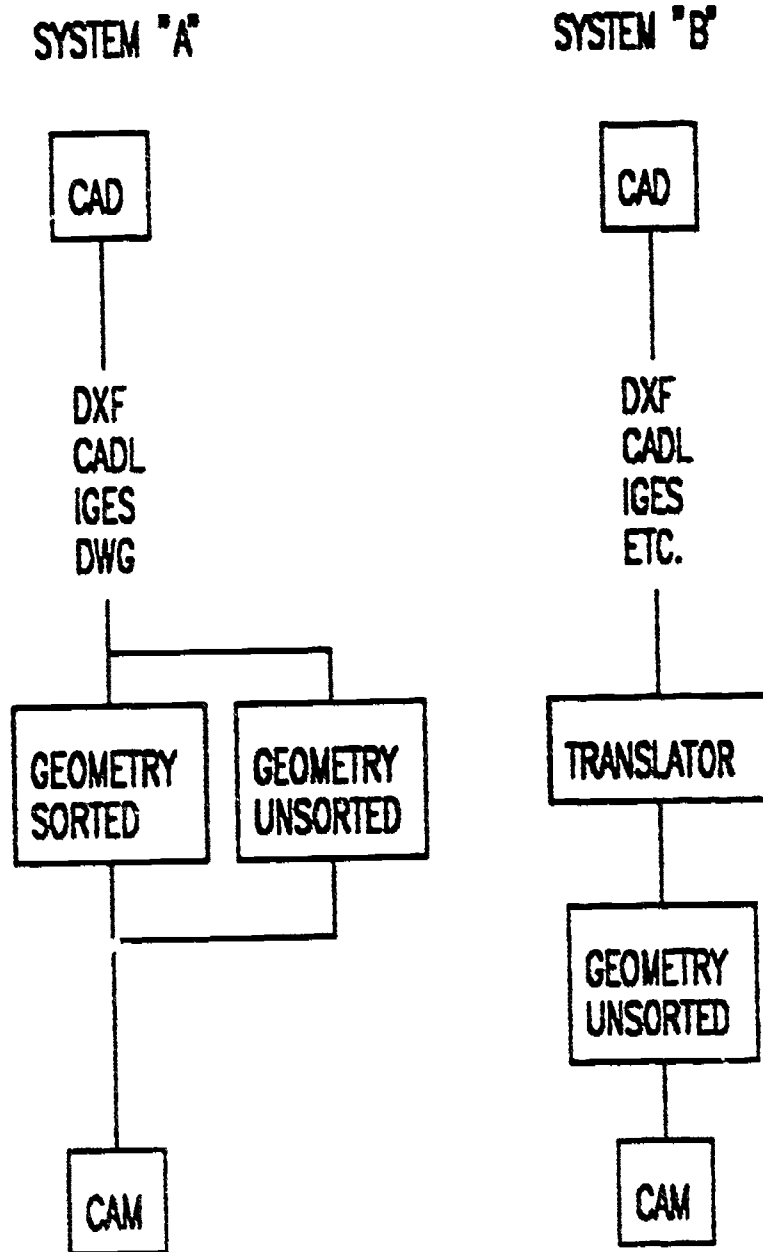 SYSTEM "A"
CAD
DXF
CADL
IGES
DWG
GEOMETRY
SORTED
GEOMETRY
UNSORTED
CAM
SYSTEM "B"
CAD
DXF
CADL
IGES
ETC.
TRANSLATOR
GEOMETRY
UNSORTED
CAM